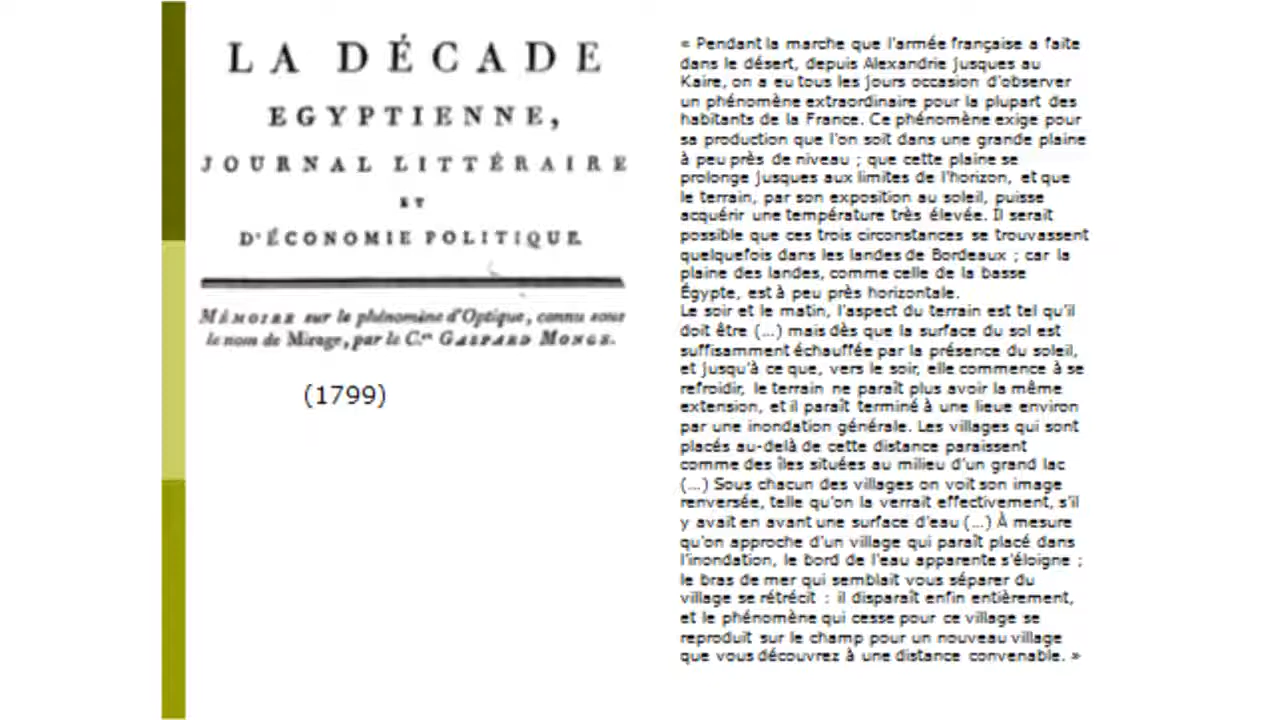 LA DÉCADE
EGYPTIENNE,
JOURNAL LITTÉRAIRE
ET
D'ÉCONOMIE POLITIQUE
MÉMOIRE sur le phénomène d'Optique, connu sous
le nom de Mirage, par le C.en GASPARD MONGE.
(1799)
« Pendant la marche que l'armée française a faite
dans le désert, depuis Alexandrie jusques au
Kaire, on a eu tous les jours occasion d'observer
un phénomène extraordinaire pour la plupart des
habitants de la France. Ce phénomène exige pour
sa production que l'on soit dans une grande plaine
à peu près de niveau ; que cette plaine se
prolonge jusques aux limites de l'horizon, et que
le terrain, par son exposition au soleil, puisse
acquérir une température très élevée. Il serait
possible que ces trois circonstances se trouvassent
quelquefois dans les landes de Bordeaux ; car la
plaine des landes, comme celle de la basse
Égypte, est à peu près horizontale.
Le soir et le matin, l'aspect du terrain est tel qu'il
doit être (...) mais dès que la surface du sol est
suffisamment échauffée par la présence du soleil,
et jusqu'à ce que, vers le soir, elle commence à se
refroidir, le terrain ne paraît plus avoir la même
extension, et il paraît terminé à une lieue environ
par une inondation générale. Les villages qui sont
placés au-delà de cette distance paraissent
comme des îles situées au milieu d'un grand lac
(...) Sous chacun des villages on voit son image
renversée, telle qu'on la verrait effectivement, s'il
y avait en avant une surface d'eau (...) À mesure
qu'on approche d'un village qui paraît placé dans
l'inondation, le bord de l'eau apparente s'éloigne ;
le bras de mer qui semblait vous séparer du
village se rétrécit : il disparaît enfin entièrement,
et le phénomène qui cesse pour ce village se
reproduit sur le champ pour un nouveau village
que vous découvrez à une distance convenable. »